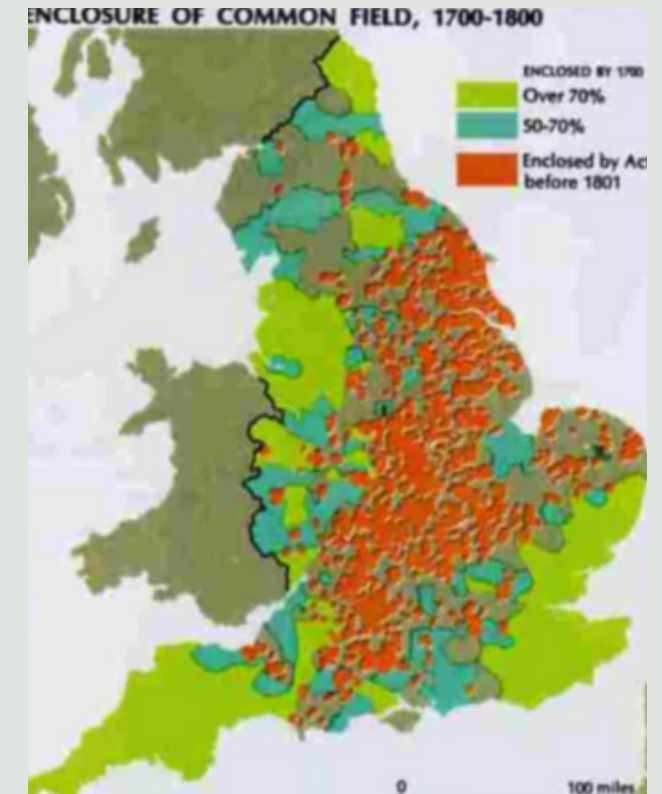 ENCLOSURE OF COMMON FIELD, 1700-1800
ENCLOSED BY 1700
Over 70%
50-70%
Enclosed by Ac
before 1801
0 100 miles